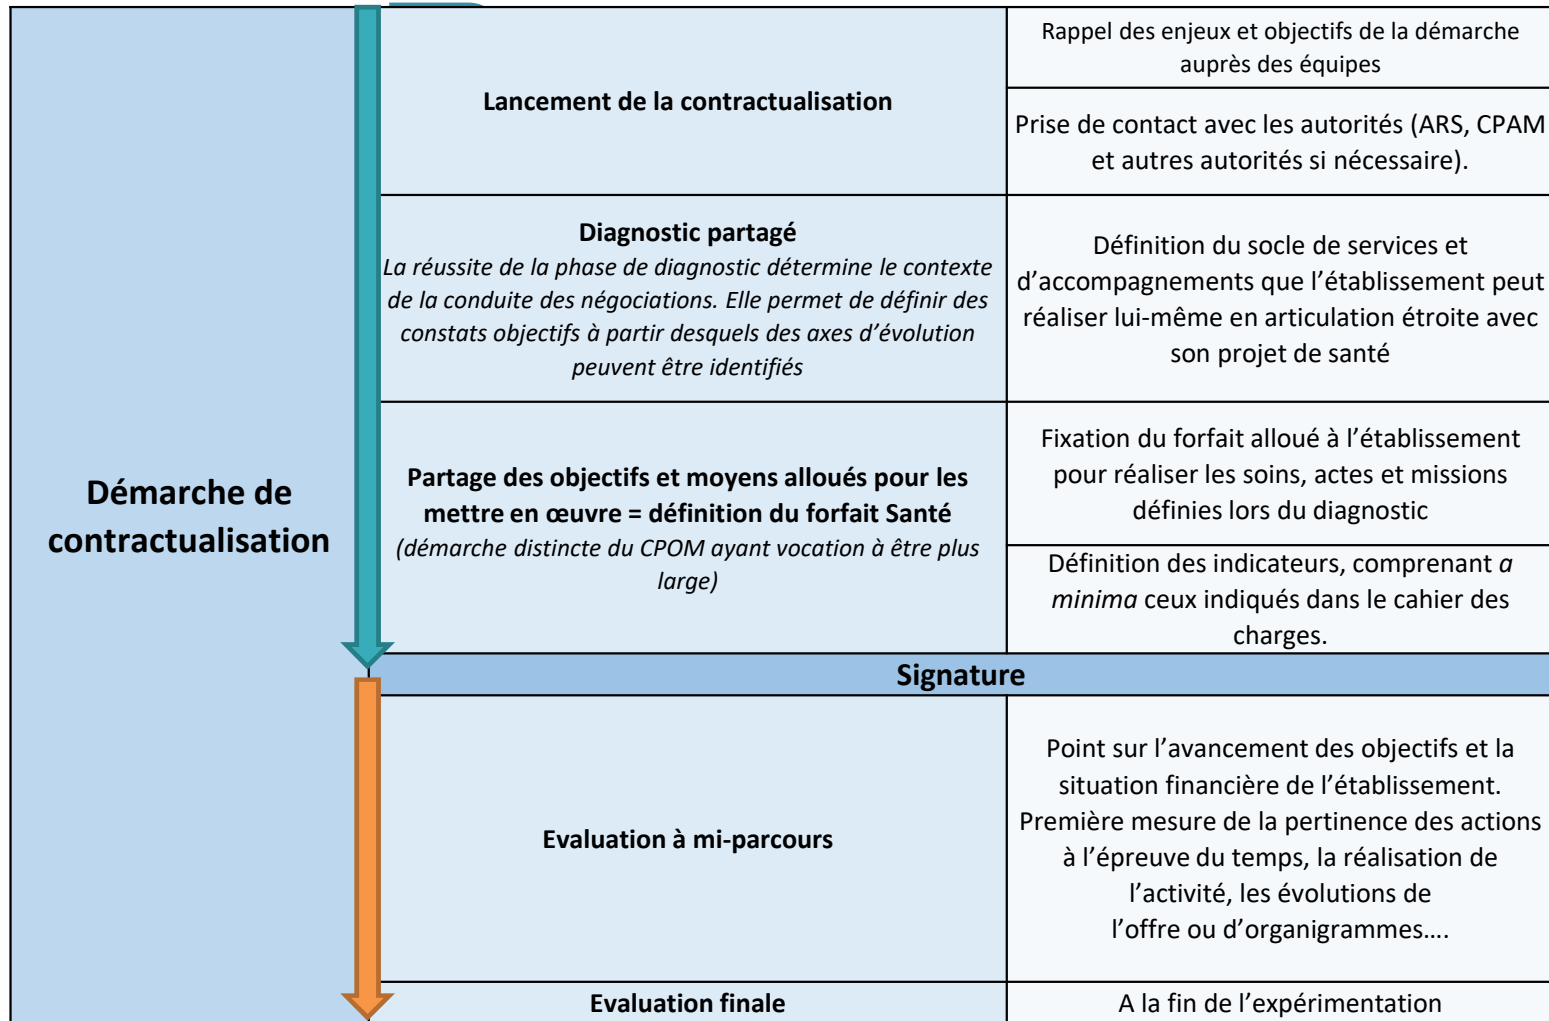 Démarche de
contractualisation
Lancement de la contractualisation
Rappel des enjeux et objectifs de la démarche
auprès des équipes
Prise de contact avec les autorités (ARS, CPAM
et autres autorités si nécessaire).
Diagnostic partagé
La réussite de la phase de diagnostic détermine le contexte
de la conduite des négociations. Elle permet de définir des
constats objectifs à partir desquels des axes d’évolution
peuvent être identifiés
Définition du socle de services et
d’accompagnements que l’établissement peut
réaliser lui-même en articulation étroite avec
son projet de santé
Partage des objectifs et moyens alloués pour les
mettre en œuvre = définition du forfait Santé
(démarche distincte du CPOM ayant vocation à être plus
large)
Fixation du forfait alloué à l’établissement
pour réaliser les soins, actes et missions
définies lors du diagnostic
Définition des indicateurs, comprenant a
minima ceux indiqués dans le cahier des
charges.
Signature
Evaluation à mi-parcours
Point sur l’avancement des objectifs et la
situation financière de l’établissement.
Première mesure de la pertinence des actions
à l’épreuve du temps, la réalisation de
l’activité, les évolutions de
l’offre ou d’organigrammes….
Evaluation finale
A la fin de l’expérimentation